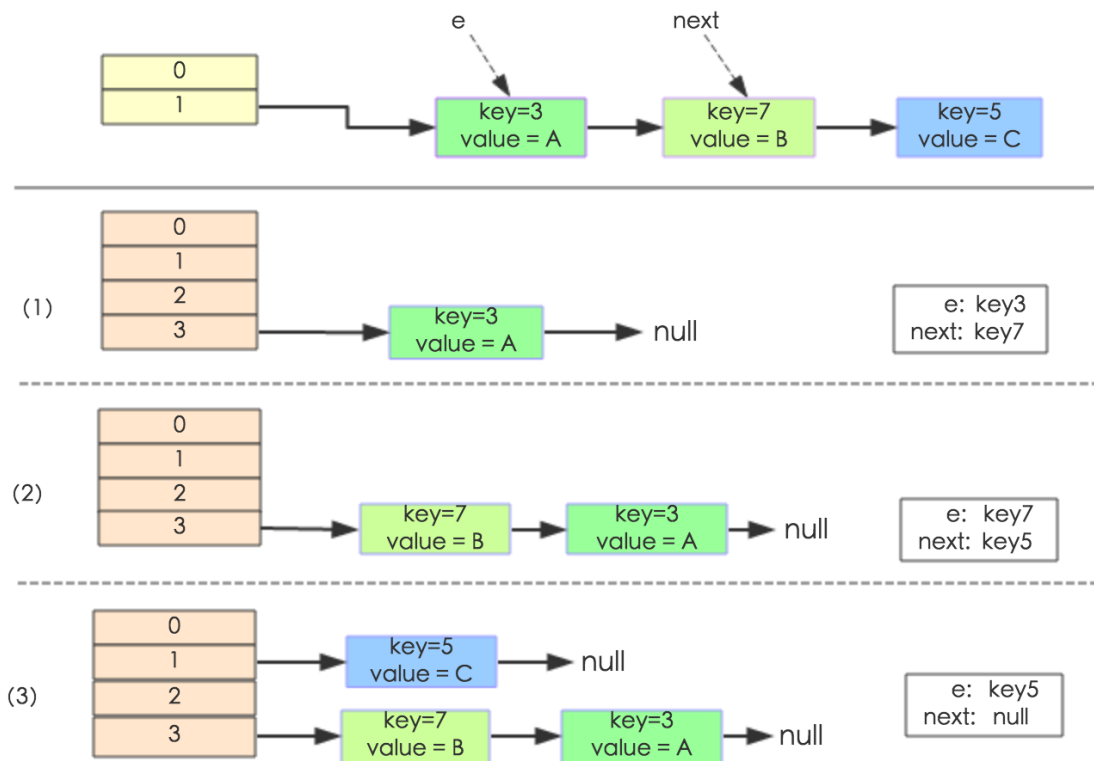 e
next
0
1
key=3
value = A
key=7
value = B
key=5
value = C
(1)
0
1
2
3
key=3
value = A
null
e: key3
next: key7
(2)
0
1
2
3
key=7
value = B
key=3
value = A
null
e: key7
next: key5
(3)
0
1
2
3
key=5
value = C
null
key=7
value = B
key=3
value = A
null
e: key5
next: null